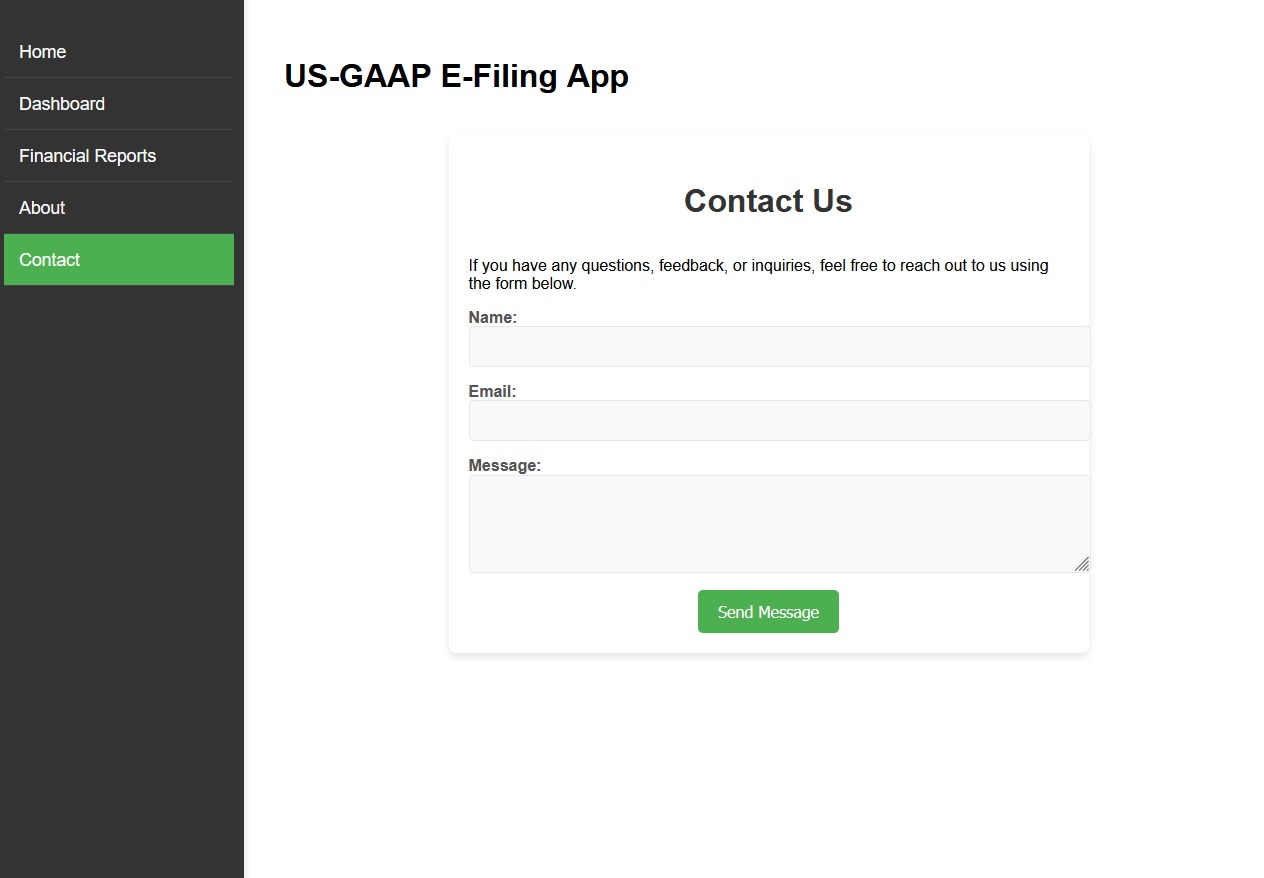 Home
Dashboard
Financial Reports
About
Contact
US-GAAP E-Filing App
Contact Us
If you have any questions, feedback, or inquiries, feel free to reach out to us using
the form below.
Name:
Email:
Message:
Send Message